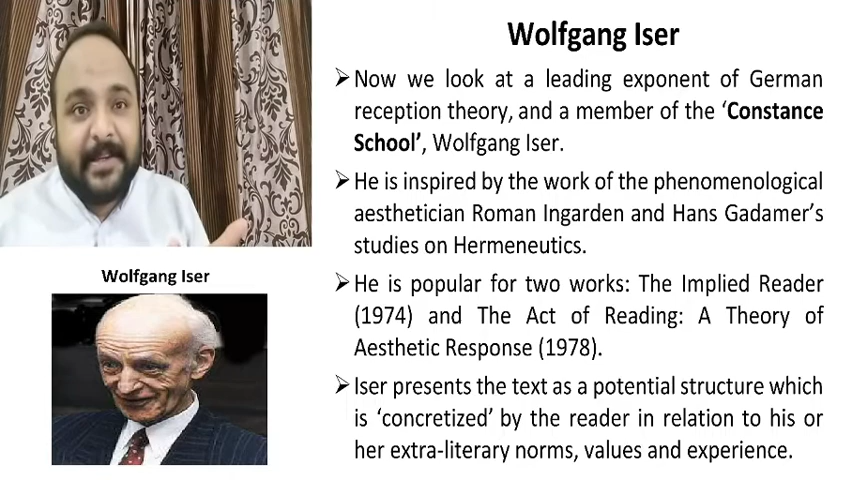 Wolfgang Iser
➢Now we look at a leading exponent of German
reception theory, and a member of the ‘Constance
School’, Wolfgang Iser.
➢He is inspired by the work of the phenomenological
aesthetician Roman Ingarden and Hans Gadamer’s
studies on Hermeneutics.
➢He is popular for two works: The Implied Reader
(1974) and The Act of Reading: A Theory of
Aesthetic Response (1978).
➢Iser presents the text as a potential structure which
is ‘concretized’ by the reader in relation to his or
her extra-literary norms, values and experience.
Wolfgang Iser